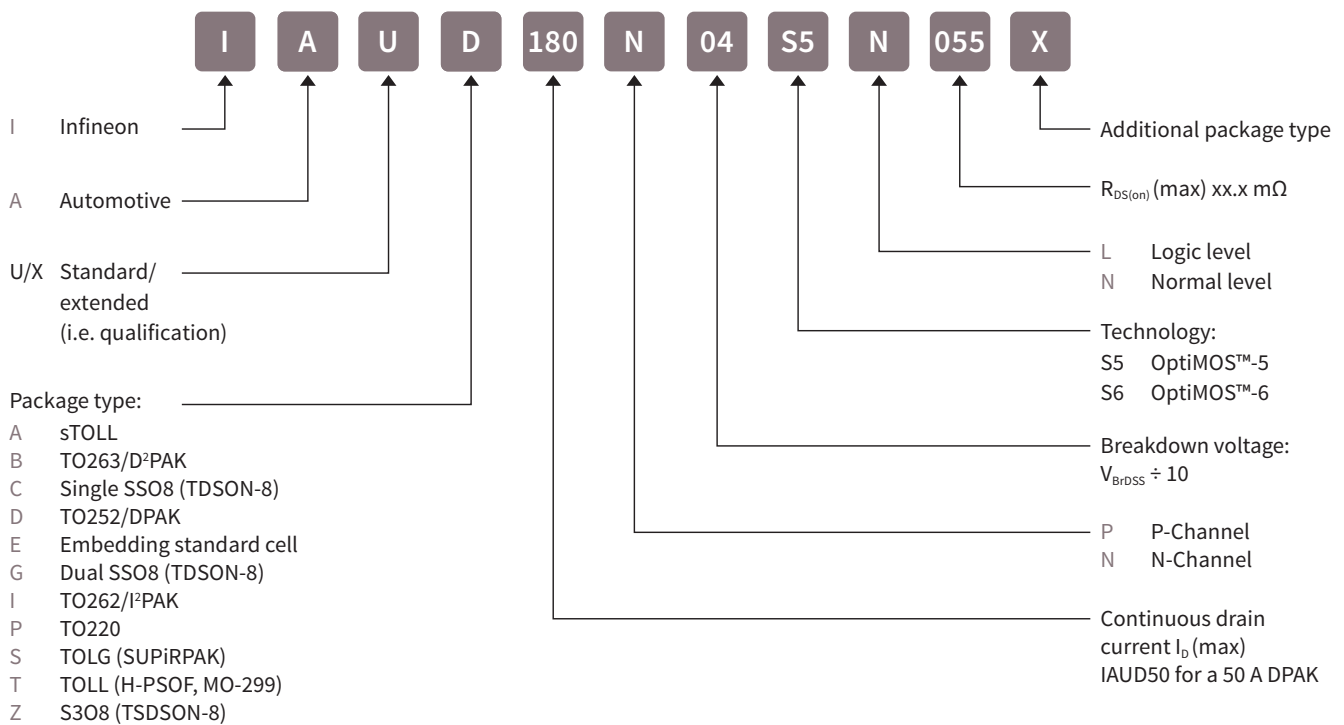 I A U D 180 N 04 S5 N 055 X
I Infineon
A Automotive
U/X Standard/
extended
(i.e. qualification)
Package type:
A sTOLL
B TO263/D²PAK
C Single SSO8 (TDSON-8)
D TO252/DPAK
E Embedding standard cell
G Dual SSO8 (TDSON-8)
I TO262/I²PAK
P TO220
S TOLG (SUPiRPAK)
T TOLL (H-PSOF, MO-299)
Z S3O8 (TSDSON-8)
Additional package type
RDS(on) (max) xx.x mΩ
L Logic level
N Normal level
Technology:
S5 OptiMOS™-5
S6 OptiMOS™-6
Breakdown voltage:
VBrDSS ÷ 10
P P-Channel
N N-Channel
Continuous drain
current ID (max)
IAUD50 for a 50 A DPAK